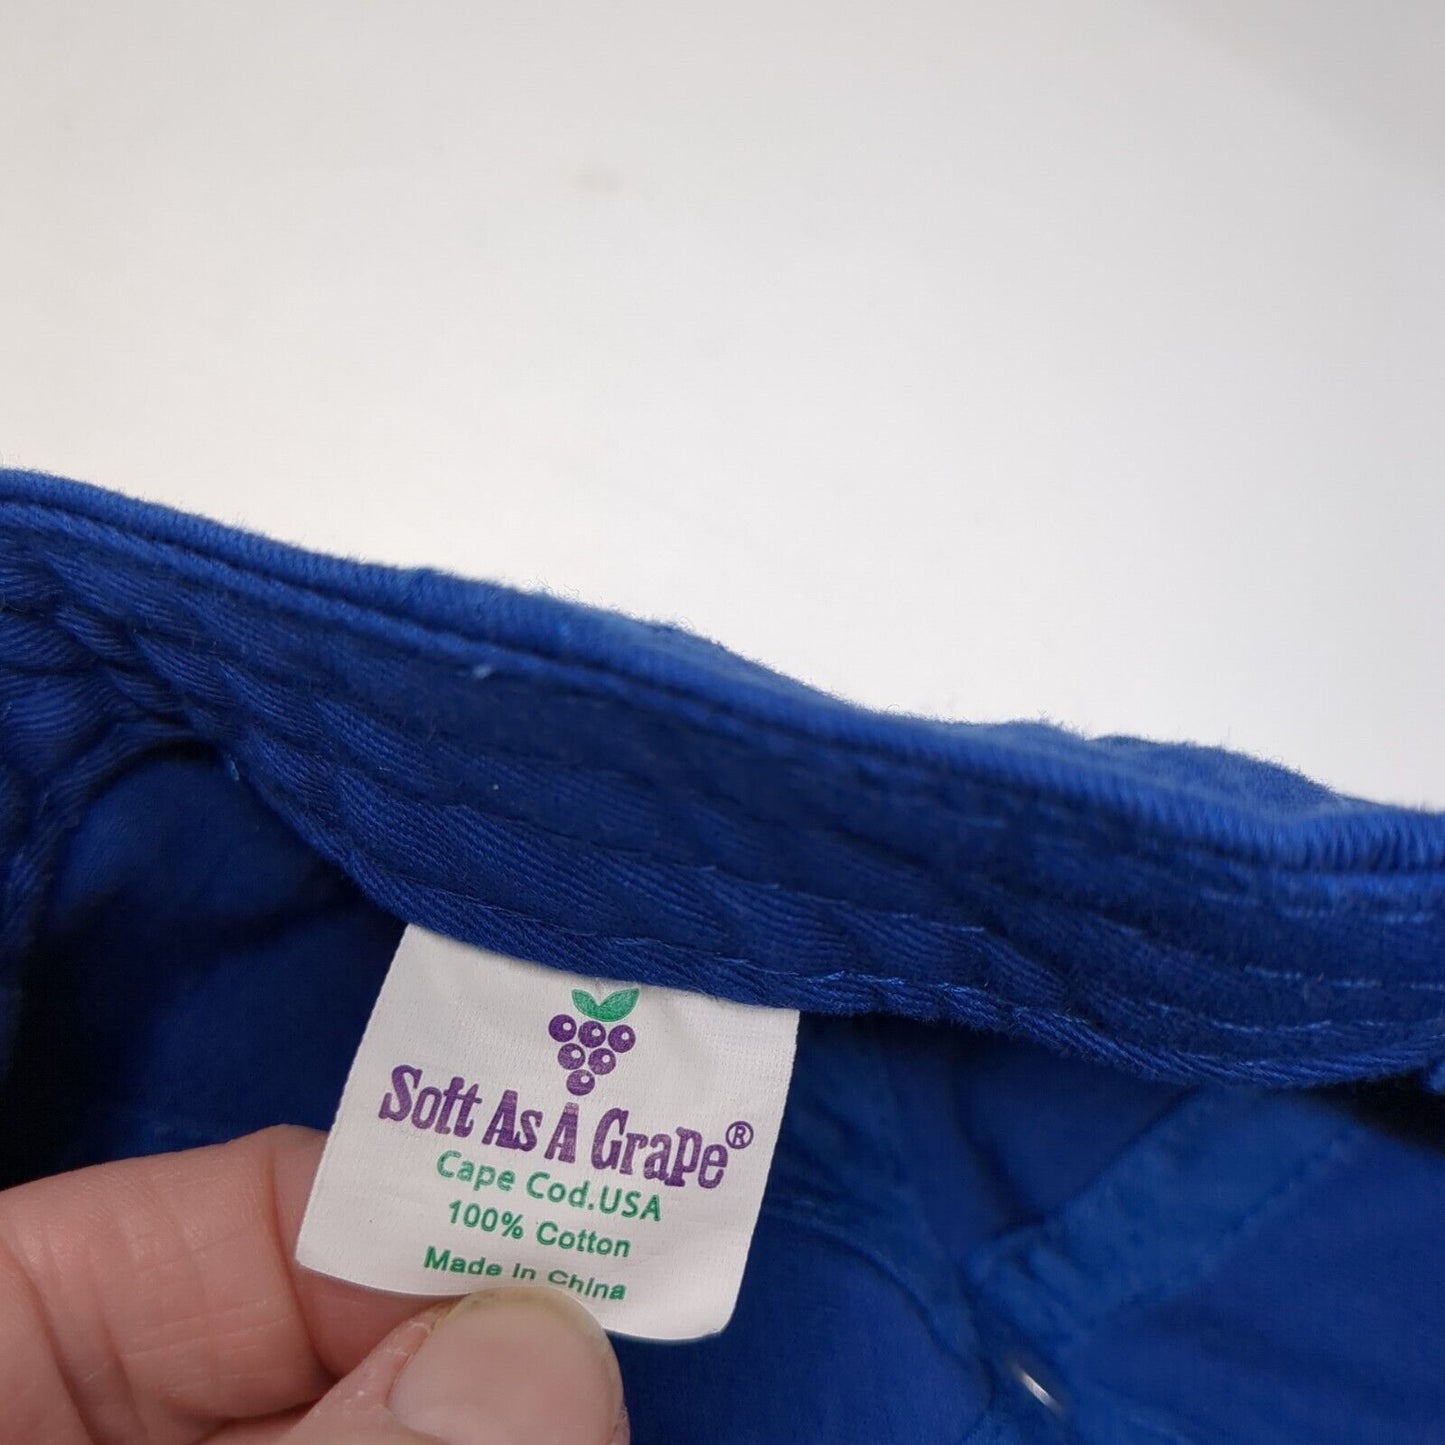 Soft As A Grape®
Cape Cod.USA
100% Cotton
Made In China